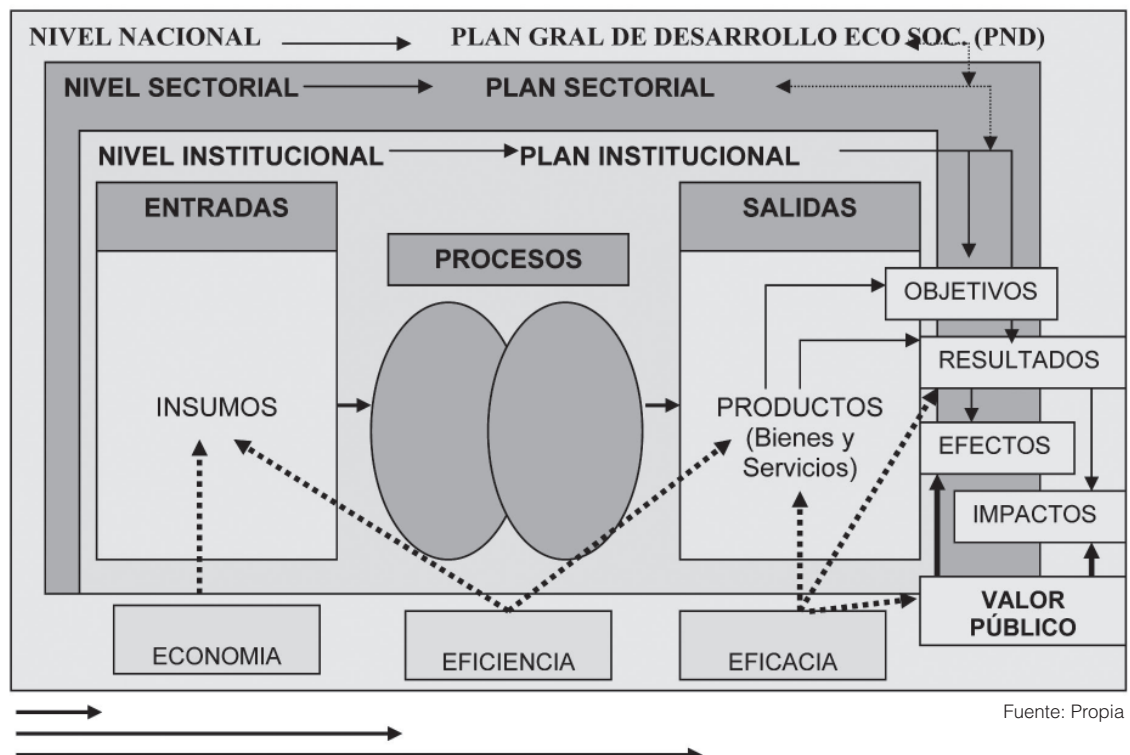 NIVEL NACIONAL PLAN GRAL DE DESARROLLO ECO SOC. (PND)
NIVEL SECTORIAL PLAN SECTORIAL
NIVEL INSTITUCIONAL PLAN INSTITUCIONAL
ENTRADAS
SALIDAS
PROCESOS
OBJETIVOS
RESULTADOS
INSUMOS
PRODUCTOS
(Bienes y
Servicios)
EFECTOS
IMPACTOS
VALOR
PÚBLICO
ECONOMIA
EFICIENCIA
EFICACIA
Fuente: Propia